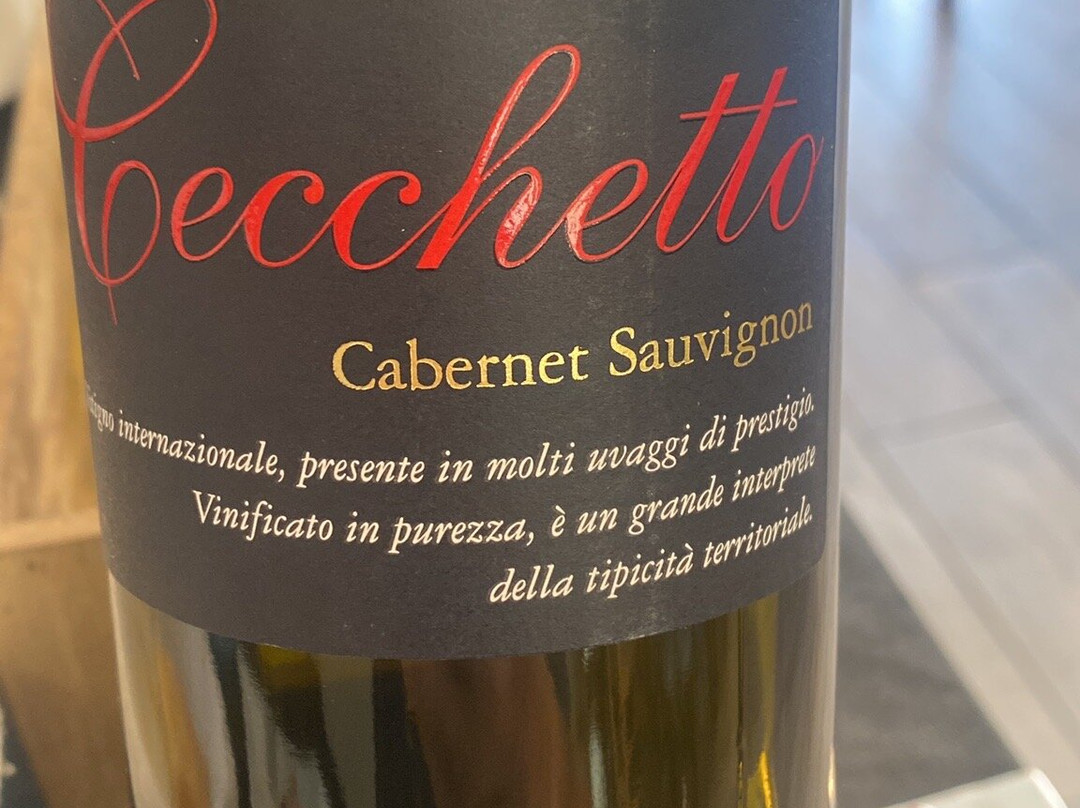 Cecchetto
Cabernet Sauvignon
internazionale, presente in molti uvaggi di prestigio.
Vinificato in purezza, è un grande interprete
della tipicità territoriale.